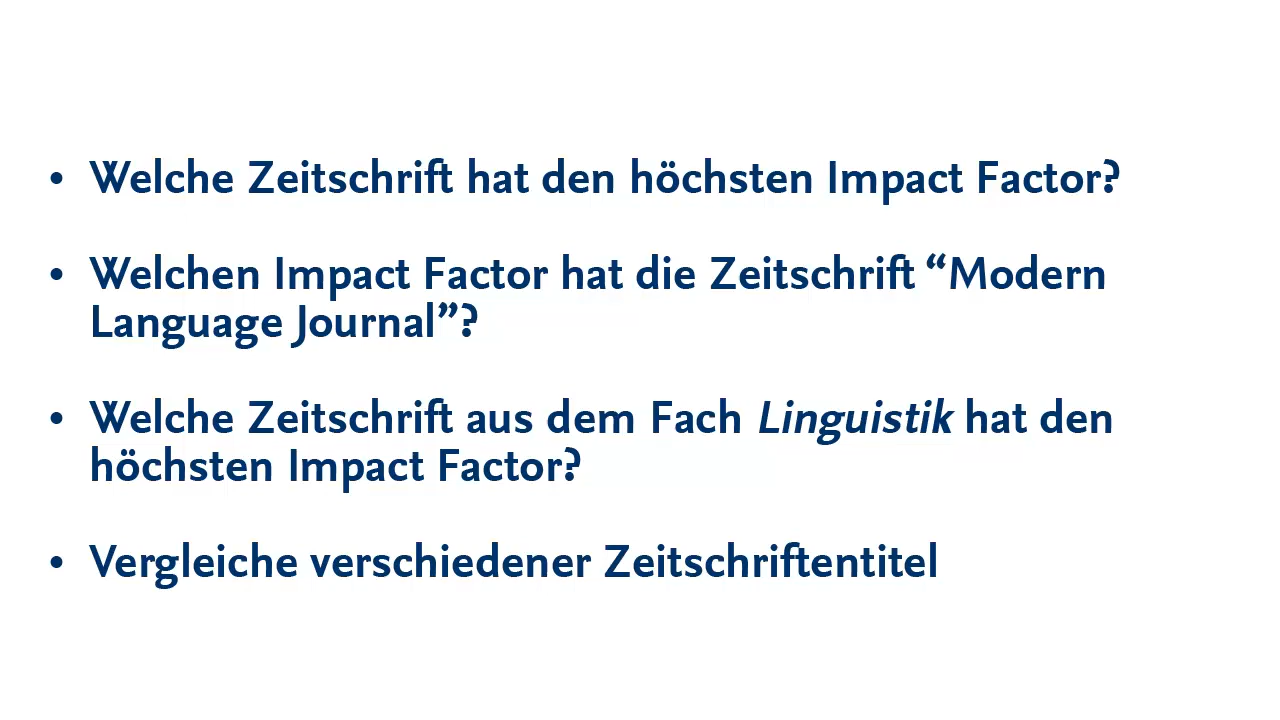 • Welche Zeitschrift hat den höchsten Impact Factor?
• Welchen Impact Factor hat die Zeitschrift “Modern
Language Journal”?
• Welche Zeitschrift aus dem Fach Linguistik hat den
höchsten Impact Factor?
• Vergleiche verschiedener Zeitschriftentitel